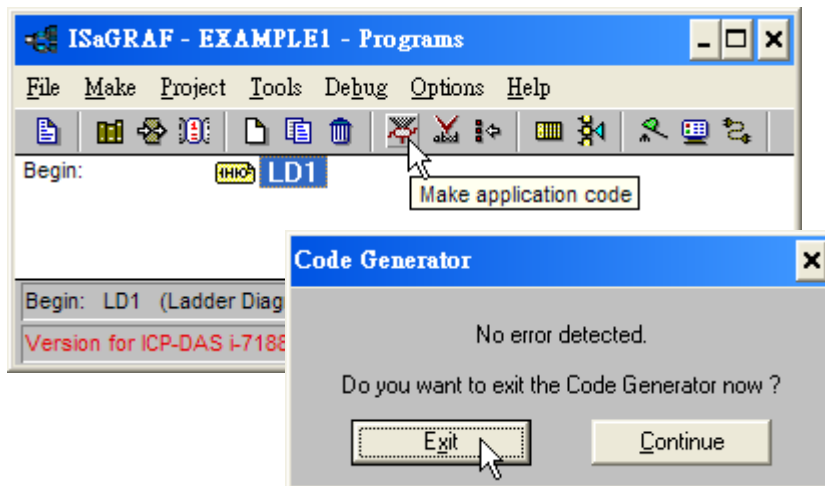 ISaGRAF - EXAMPLE1 - Programs
File Make Project Tools Debug Options Help
Begin: LD1
Make application code
Code Generator
Begin: LD1 (Ladder Diag
Version for ICP-DAS i-7188
No error detected.
Do you want to exit the Code Generator now ?
Exit Continue